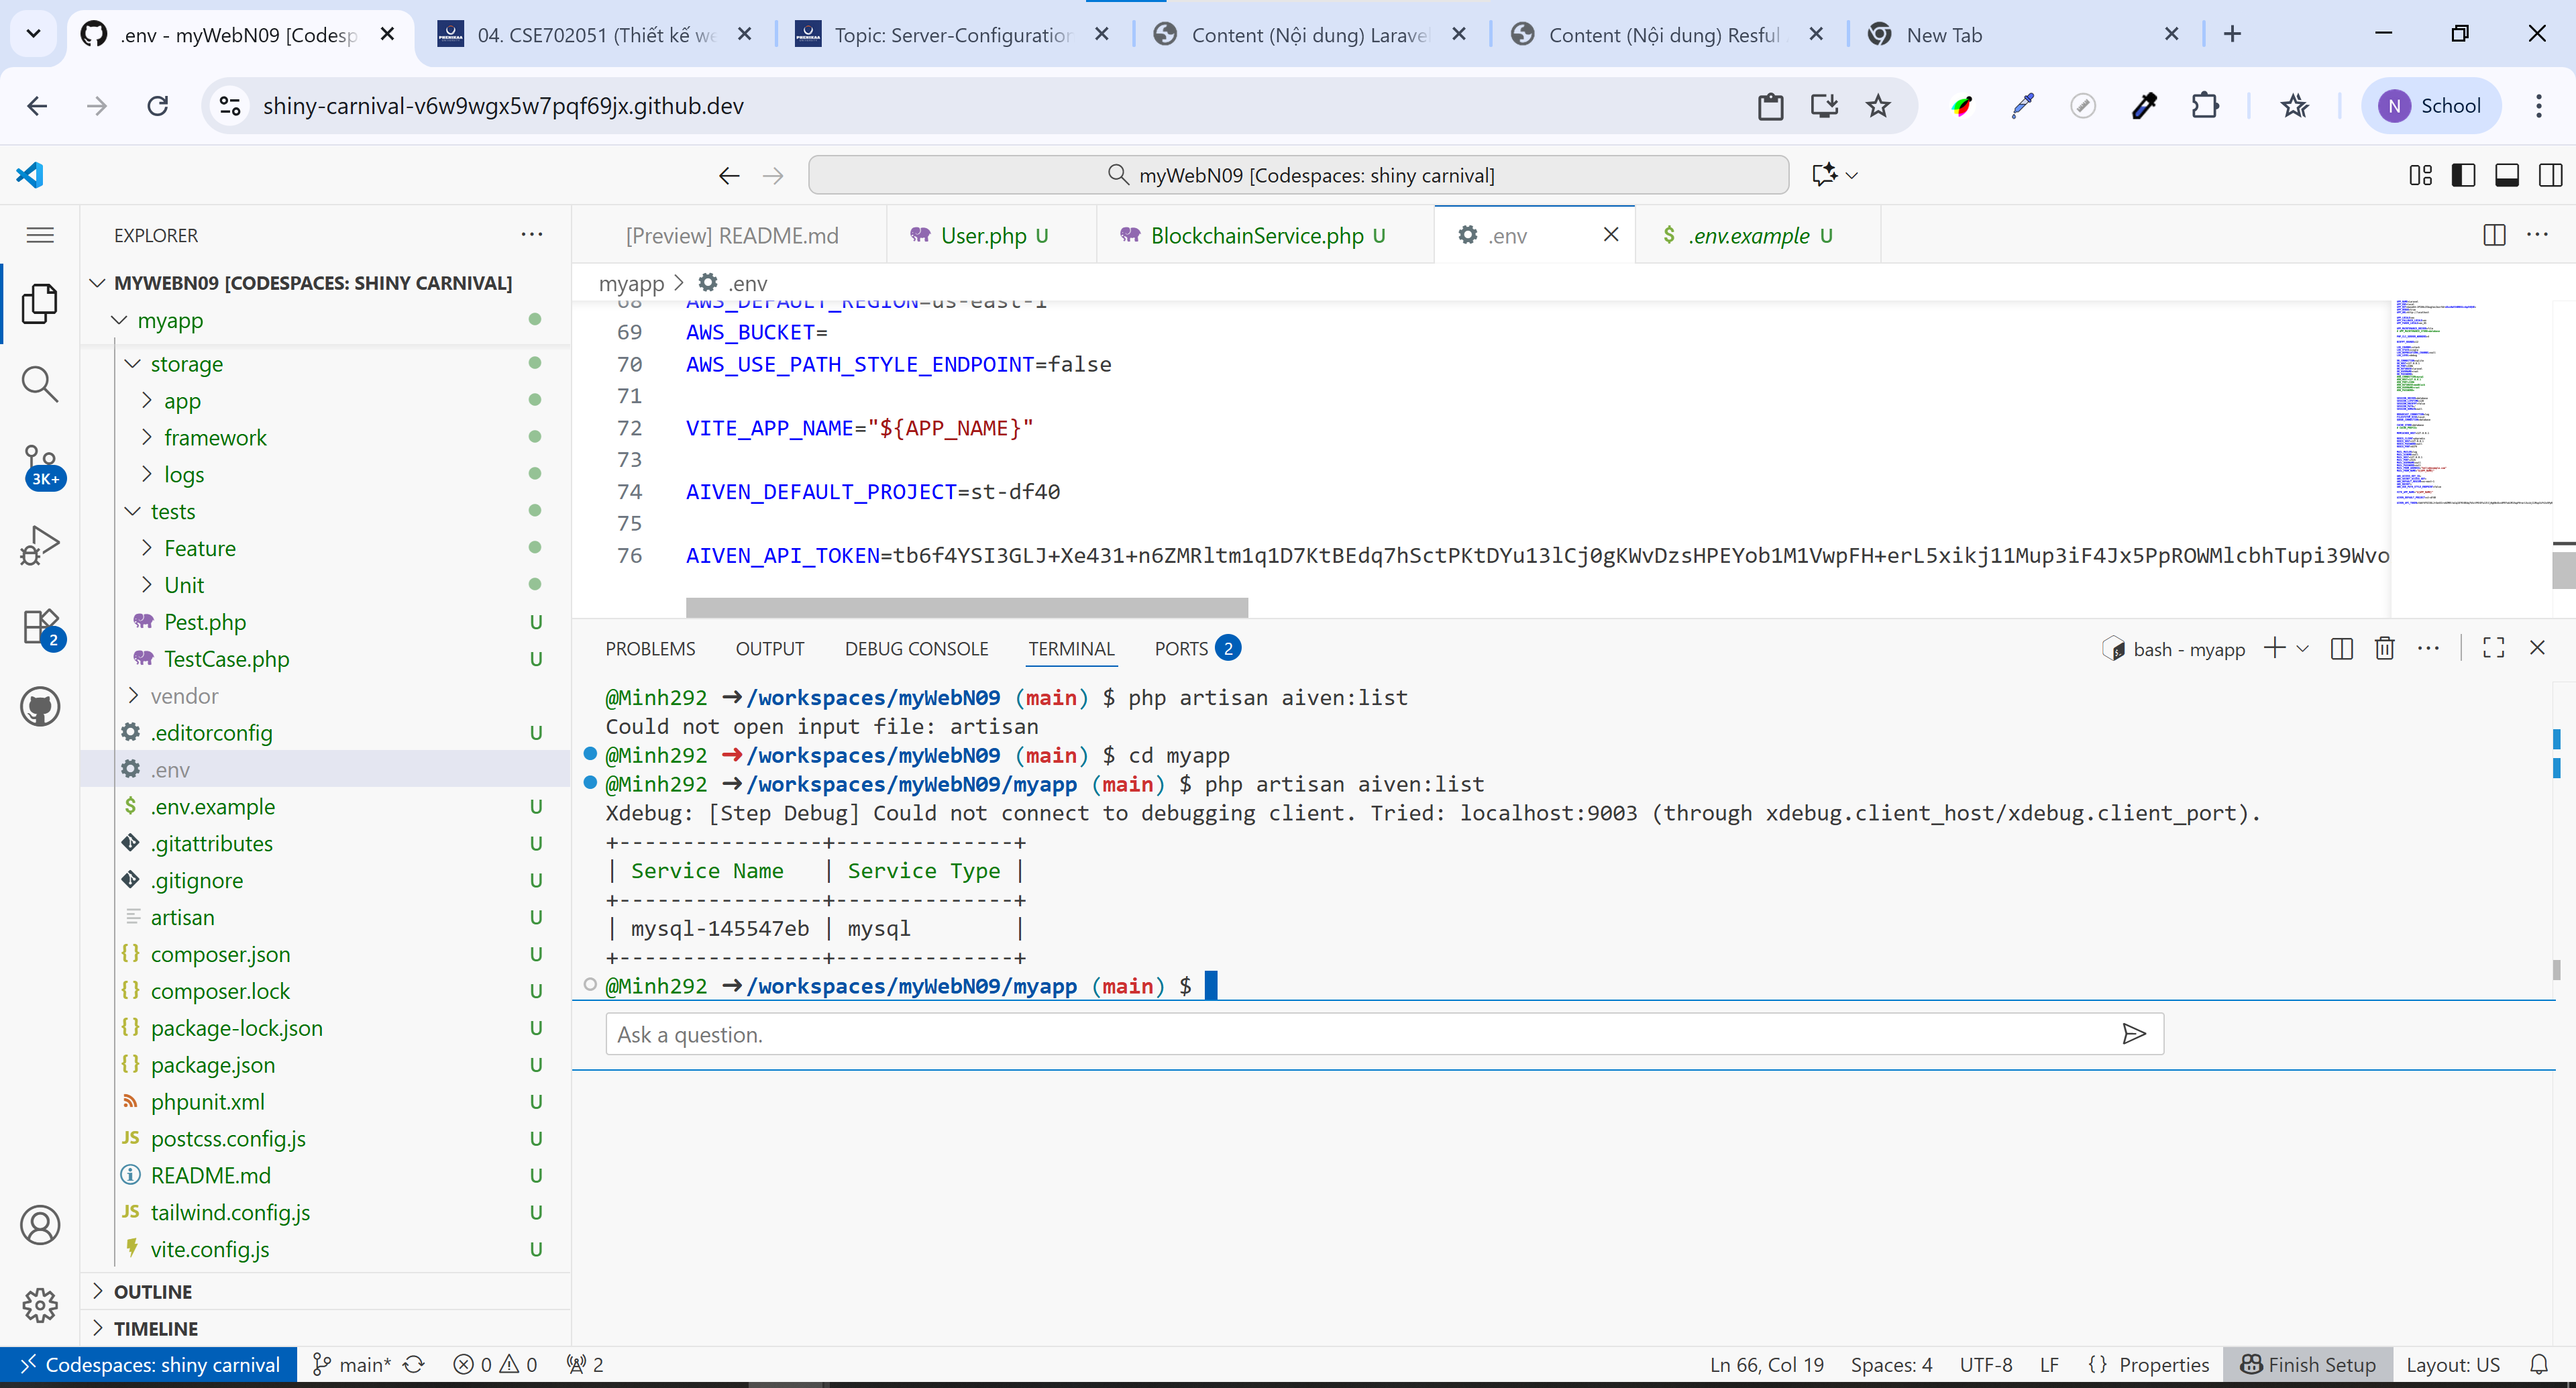 .env - myWebN09 [Codesp
04. CSE702051 (Thiết kế we
Topic: Server-Configuration
Content (Nội dung) Larave
Content (Nội dung) Resful
New Tab
shiny-carnival-v6w9wgx5w7pqf69jx.github.dev
N School
myWebN09 [Codespaces: shiny carnival]
EXPLORER
MYWEBN09 [CODESPACES: SHINY CARNIVAL]
myapp
storage
app
framework
logs
tests
Feature
Unit
Pest.php U
TestCase.php U
vendor
.editorconfig U
.env
$ .env.example U
.gitattributes U
.gitignore U
artisan U
{} composer.json U
{} composer.lock U
{} package-lock.json U
{} package.json U
phpunit.xml U
JS postcss.config.js U
README.md U
JS tailwind.config.js U
vite.config.js U
OUTLINE
TIMELINE
3K+
2
[Preview] README.md
User.php U
BlockchainService.php U
.env
$ .env.example U
myapp > .env
68 AWS_DEFAULT_REGION=us-east-1
69 AWS_BUCKET=
70 AWS_USE_PATH_STYLE_ENDPOINT=false
71
72 VITE_APP_NAME="${APP_NAME}"
73
74 AIVEN_DEFAULT_PROJECT=st-df40
75
76 AIVEN_API_TOKEN=tb6f4YSI3GLJ+Xe431+n6ZMRltm1q1D7KtBEdq7hSctPKtDYu13lCj0gKWvDzsHPEYob1M1VwpFH+erL5xikj11Mup3iF4Jx5PpROWMlcbhTupi39Wvo
PROBLEMS OUTPUT DEBUG CONSOLE TERMINAL PORTS 2
bash - myapp
@Minh292 ➜ /workspaces/myWebN09 (main) $ php artisan aiven:list
Could not open input file: artisan
@Minh292 ➜ /workspaces/myWebN09 (main) $ cd myapp
@Minh292 ➜ /workspaces/myWebN09/myapp (main) $ php artisan aiven:list
Xdebug: [Step Debug] Could not connect to debugging client. Tried: localhost:9003 (through xdebug.client_host/xdebug.client_port).
+----------------+--------------+
| Service Name   | Service Type |
+----------------+--------------+
| mysql-145547eb | mysql        |
+----------------+--------------+
@Minh292 ➜ /workspaces/myWebN09/myapp (main) $
Ask a question.
Codespaces: shiny carnival
main*
0 0
2
Ln 66, Col 19
Spaces: 4
UTF-8
LF
{} Properties
Finish Setup
Layout: US